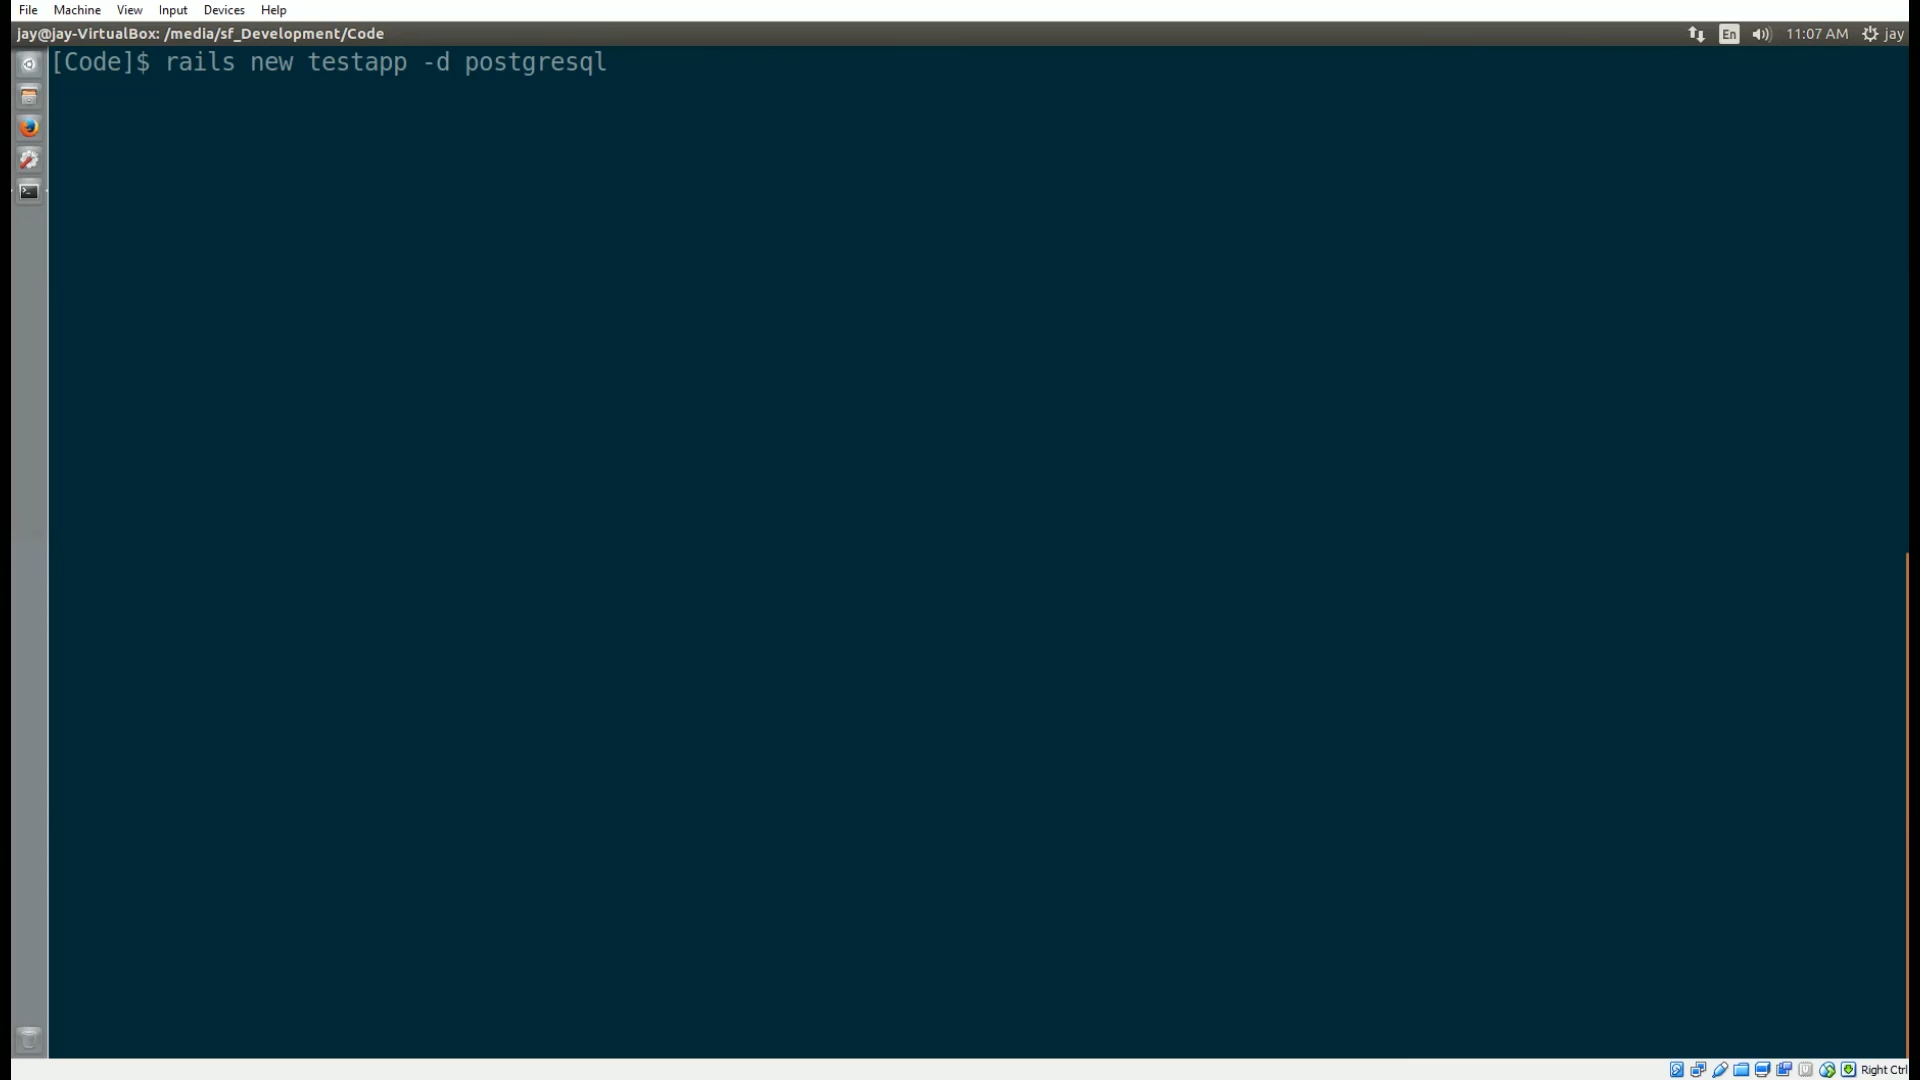 File Machine View Input Devices Help
jay@jay-VirtualBox: /media/sf_Development/Code En 11:07 AM jay
[Code]$ rails new testapp -d postgresql
Right Ctrl